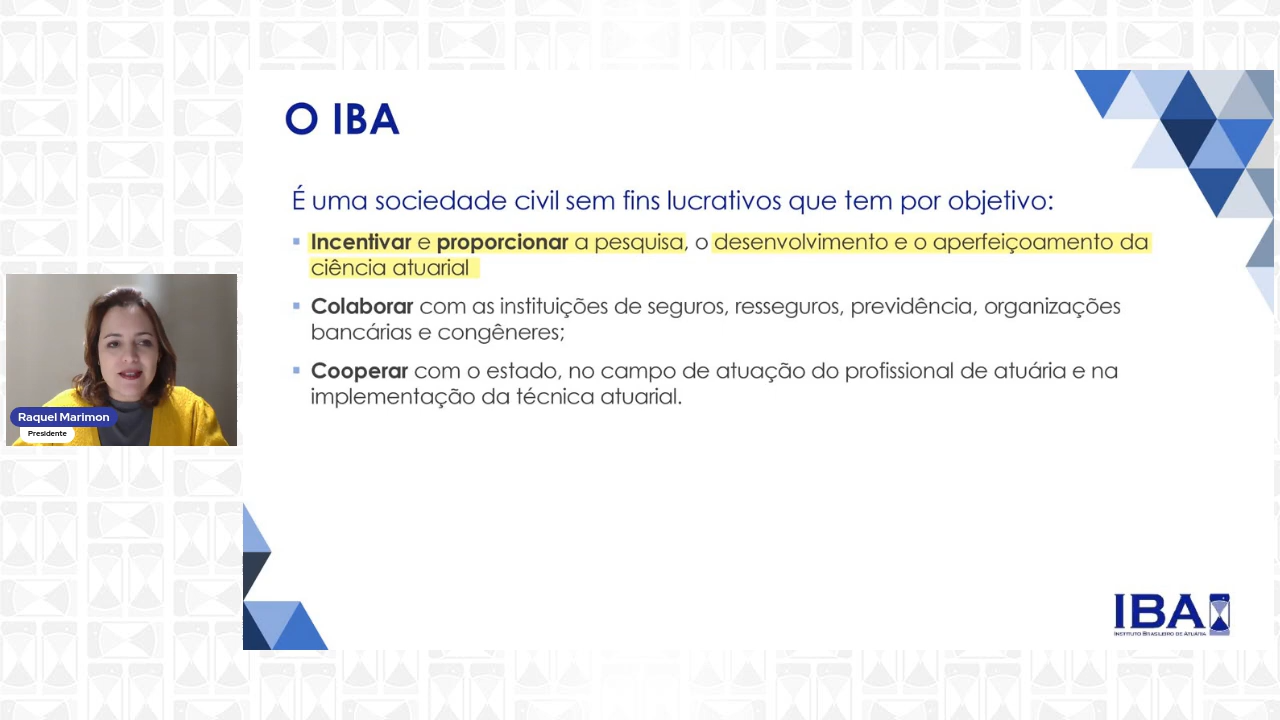 O IBA
É uma sociedade civil sem fins lucrativos que tem por objetivo:
▪ Incentivar e proporcionar a pesquisa, o desenvolvimento e o aperfeiçoamento da
ciência atuarial
▪ Colaborar com as instituições de seguros, resseguros, previdência, organizações
bancárias e congêneres;
▪ Cooperar com o estado, no campo de atuação do profissional de atuária e na
implementação da técnica atuarial.
Raquel Marimon
Presidente
IBA
INSTITUTO BRASILEIRO DE ATUÁRIA